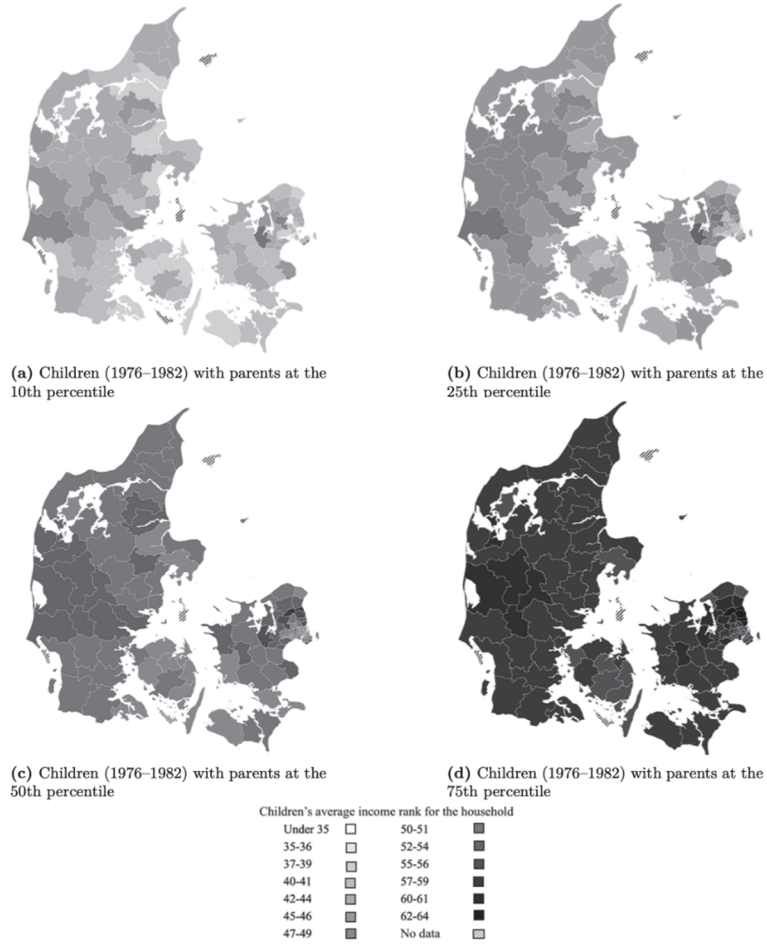 (a) Children (1976–1982) with parents at the
10th percentile
(b) Children (1976–1982) with parents at the
25th percentile
(c) Children (1976–1982) with parents at the
50th percentile
(d) Children (1976–1982) with parents at the
75th percentile
Children's average income rank for the household
Under 35
35-36
37-39
40-41
42-44
45-46
47-49
50-51
52-54
55-56
57-59
60-61
62-64
No data